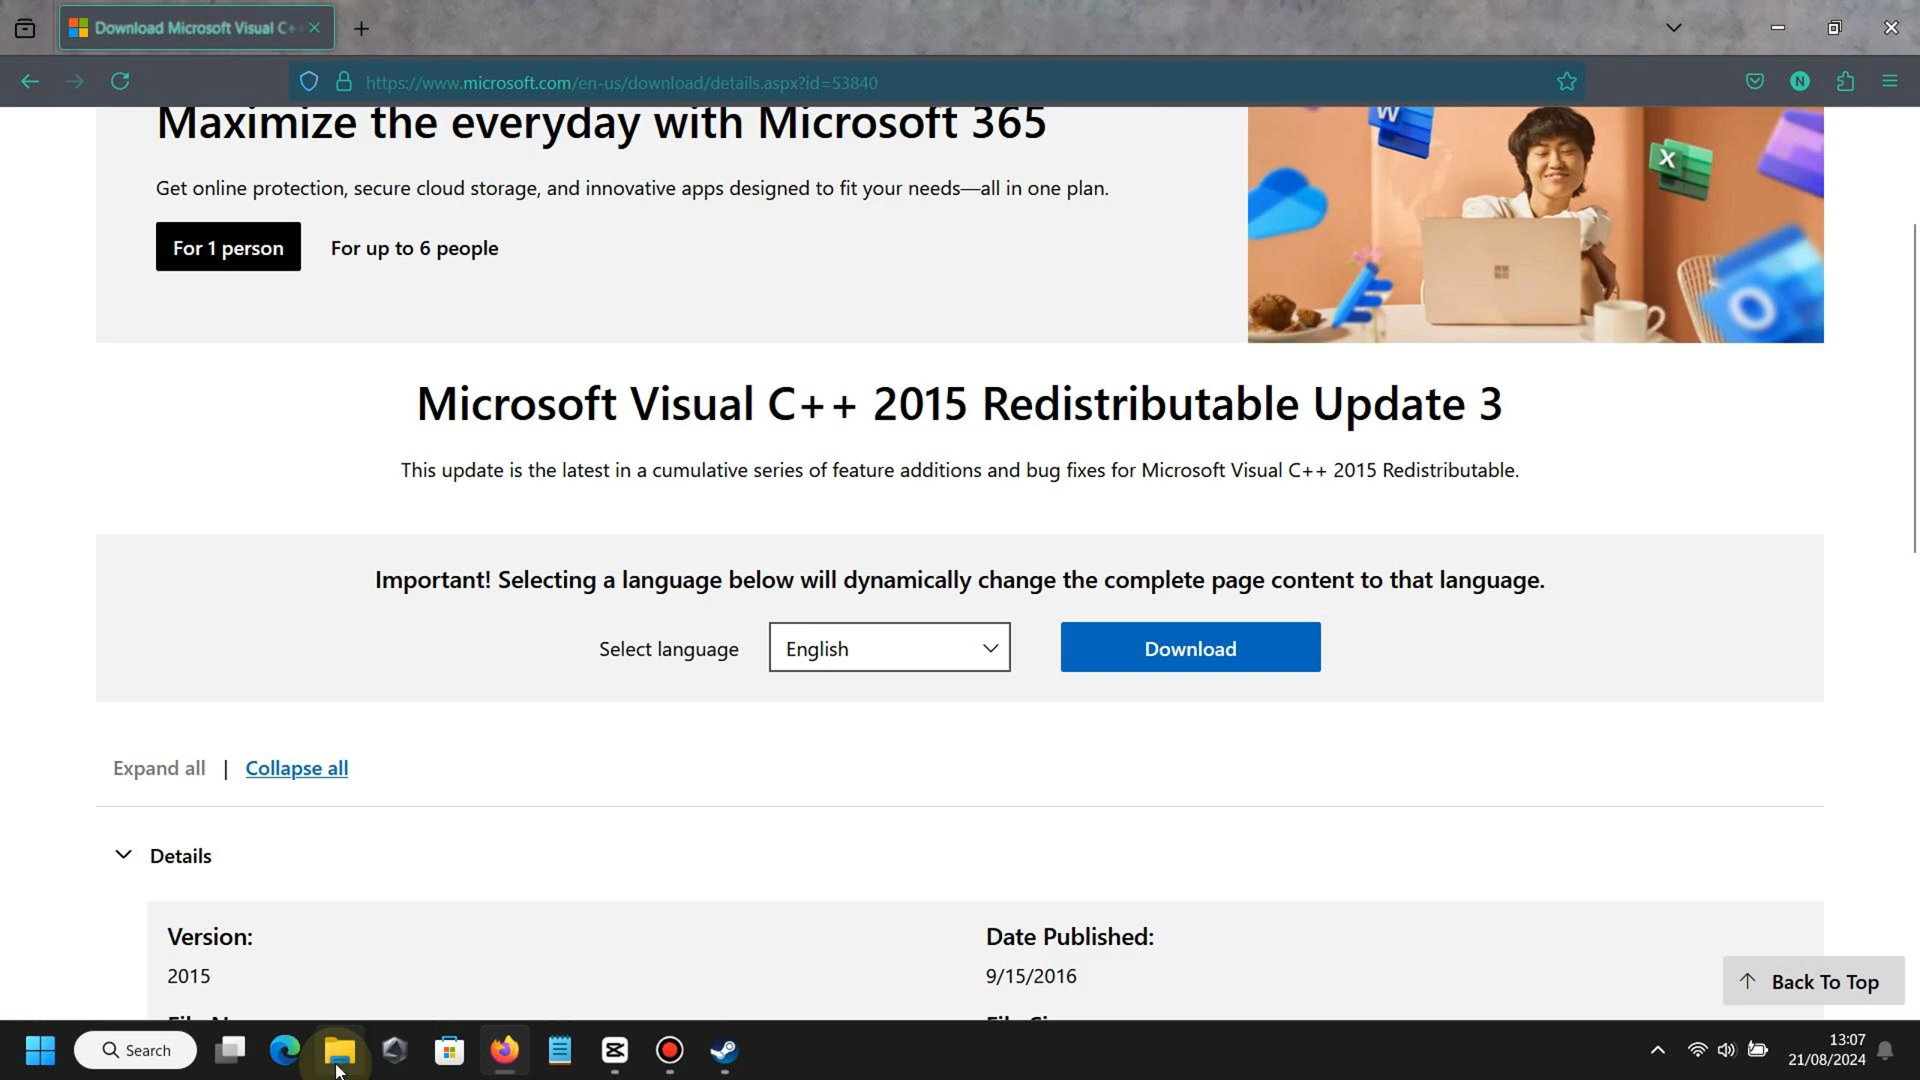 Download Microsoft Visual C++
https://www.microsoft.com/en-us/download/details.aspx?id=53840
N
Maximize the everyday with Microsoft 365
Get online protection, secure cloud storage, and innovative apps designed to fit your needs—all in one plan.
For 1 person
For up to 6 people
W
X
O
Microsoft Visual C++ 2015 Redistributable Update 3
This update is the latest in a cumulative series of feature additions and bug fixes for Microsoft Visual C++ 2015 Redistributable.
Important! Selecting a language below will dynamically change the complete page content to that language.
Select language
English
Download
Expand all | Collapse all
Details
Version:
2015
Date Published:
9/15/2016
Back To Top
Search
13:07
21/08/2024